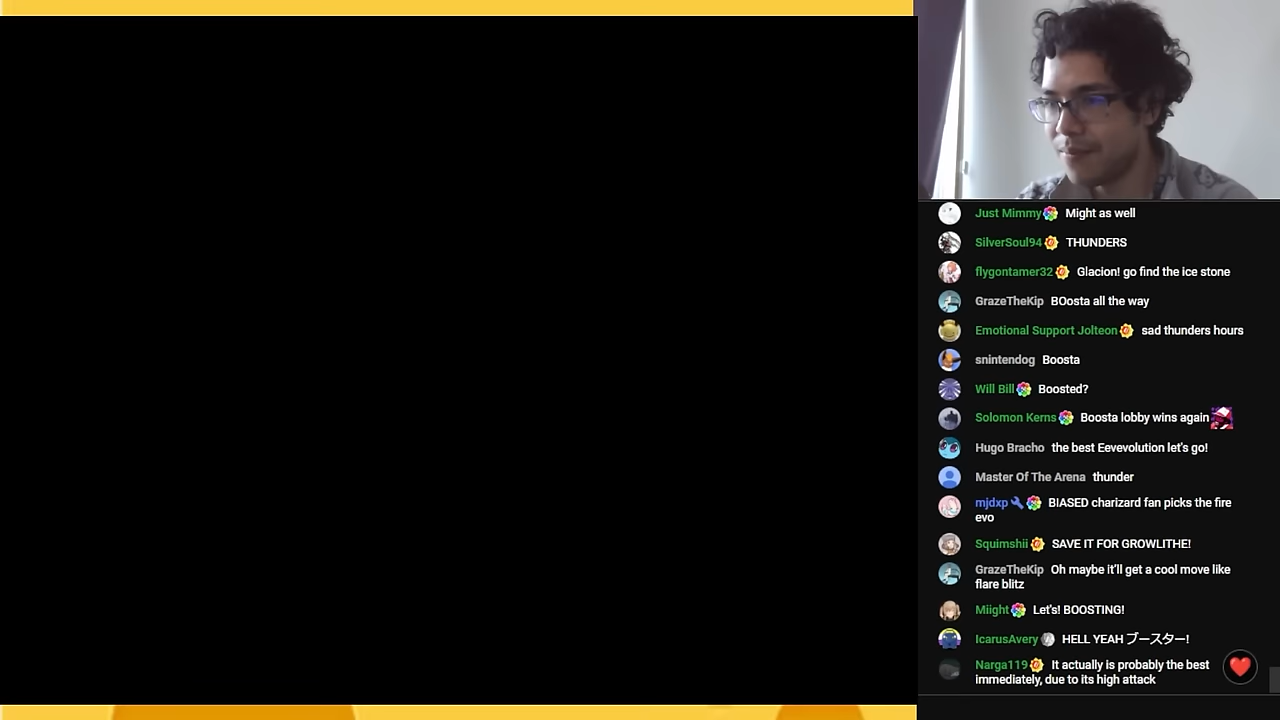 Just Mimmy Might as well
SilverSoul94 THUNDERS
flygontamer32 Glacion! go find the ice stone
GrazeTheKip BOosta all the way
Emotional Support Jolteon sad thunders hours
snintendog Boosta
Will Bill Boosted?
Solomon Kerns Boosta lobby wins again
Hugo Bracho the best Eevevolution let's go!
Master Of The Arena thunder
mjdxp BIASED charizard fan picks the fire
evo
Squimshii SAVE IT FOR GROWLITHE!
GrazeTheKip Oh maybe it'll get a cool move like
flare blitz
Miight Let's! BOOSTING!
IcarusAvery HELL YEAH ブースター!
Narga119 It actually is probably the best
immediately, due to its high attack